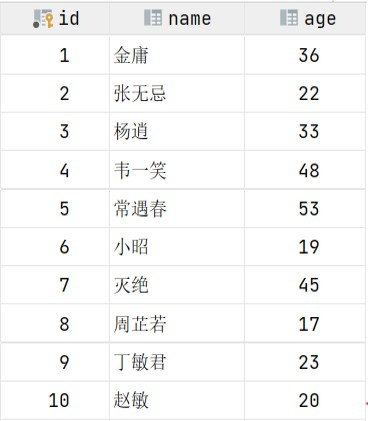 id name age
1 金庸 36
2 张无忌 22
3 杨逍 33
4 韦一笑 48
5 常遇春 53
6 小昭 19
7 灭绝 45
8 周芷若 17
9 丁敏君 23
10 赵敏 20